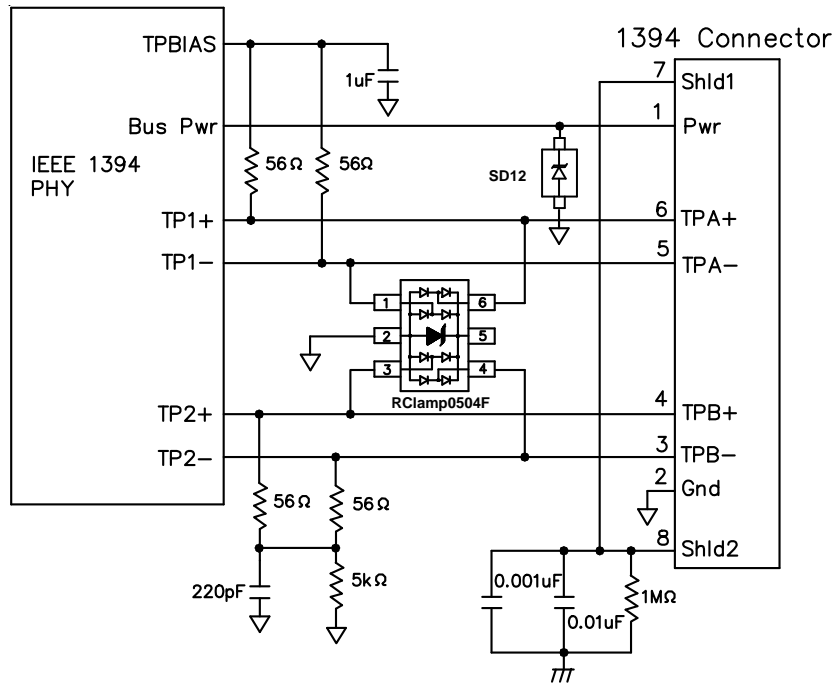 1394 Connector
TPBIAS
1uF
7
Shld1
Bus Pwr
1
Pwr
IEEE 1394
PHY
56Ω
56Ω
SD12
TP1+
6
TPA+
TP1-
5
TPA-
1
6
2
5
3
4
RClamp0504F
TP2+
4
TPB+
TP2-
3
TPB-
2
Gnd
56Ω
56Ω
8
Shld2
220pF
5kΩ
0.001uF
1MΩ
0.01uF